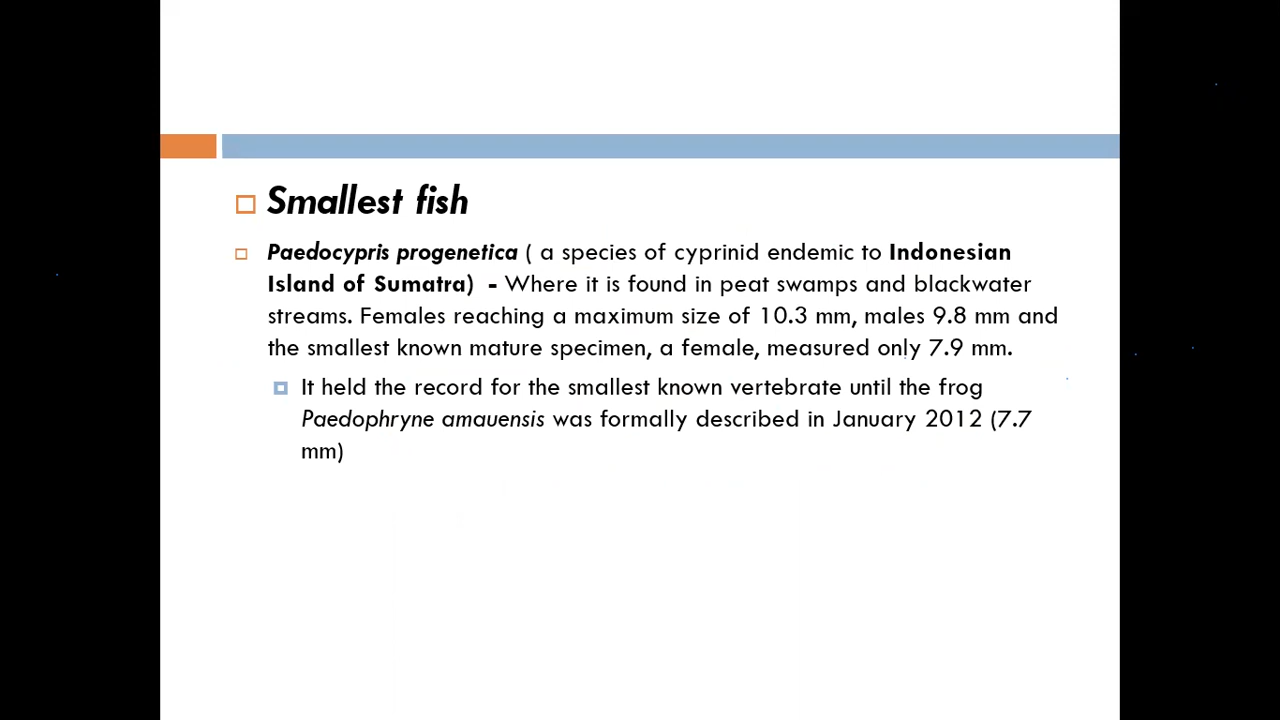 Smallest fish
Paedocypris progenetica ( a species of cyprinid endemic to Indonesian
Island of Sumatra) - Where it is found in peat swamps and blackwater
streams. Females reaching a maximum size of 10.3 mm, males 9.8 mm and
the smallest known mature specimen, a female, measured only 7.9 mm.
It held the record for the smallest known vertebrate until the frog
Paedophryne amauensis was formally described in January 2012 (7.7
mm)